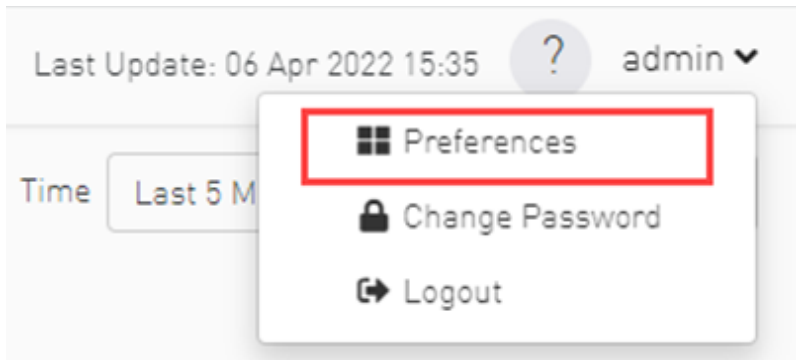 Last Update: 06 Apr 2022 15:35 ? admin
Preferences
Time Last 5 M
Change Password
Logout